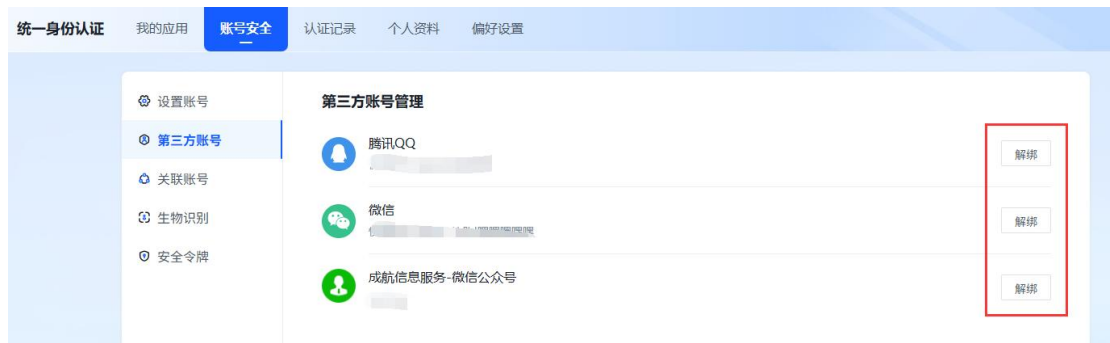 统一身份认证 我的应用 账号安全 认证记录 个人资料 偏好设置
设置账号
第三方账号
关联账号
生物识别
安全令牌
第三方账号管理
腾讯QQ
解绑
微信
解绑
成航信息服务-微信公众号
解绑